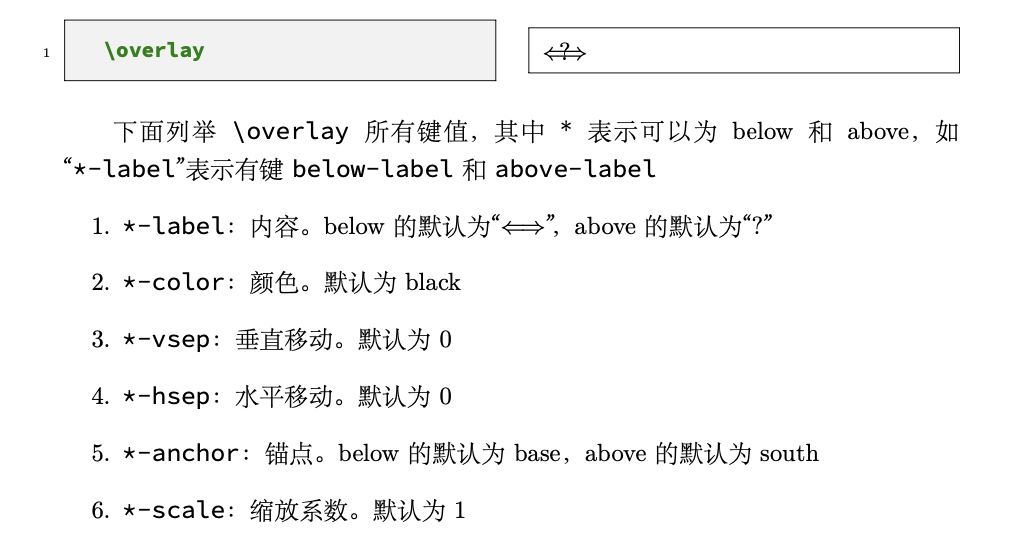 1 \overlay
⟺?
下面列举 \overlay 所有键值，其中 * 表示可以为 below 和 above，如
“*-label”表示有键 below-label 和 above-label
1. *-label：内容。below 的默认为“⟺”，above 的默认为“?”
2. *-color：颜色。默认为 black
3. *-vsep：垂直移动。默认为 0
4. *-hsep：水平移动。默认为 0
5. *-anchor：锚点。below 的默认为 base，above 的默认为 south
6. *-scale：缩放系数。默认为 1